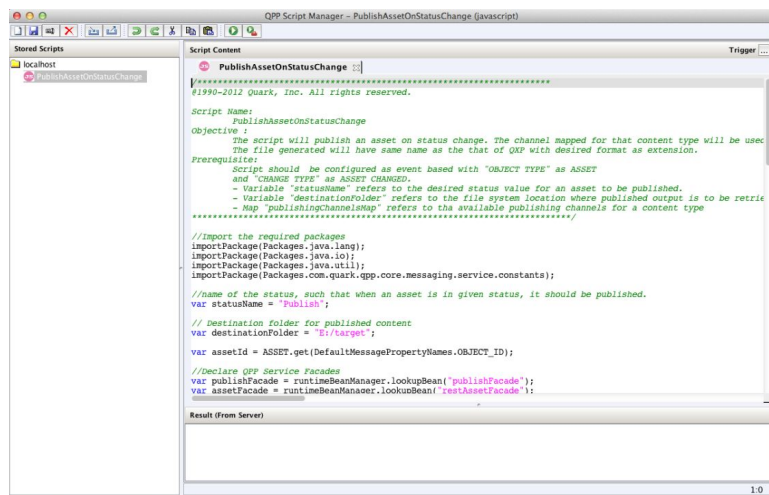 QPP Script Manager – PublishAssetOnStatusChange (javascript)
Stored Scripts
localhost
PublishAssetOnStatusChange
Script Content
Trigger ...
PublishAssetOnStatusChange
/*********************************************************************
@1990-2012 Quark, Inc. All rights reserved.
Script Name:
PublishAssetOnStatusChange
Objective :
The script will publish an asset on status change. The channel mapped for that content type will be used
The file generated will have same name as the that of QXP with desired format as extension.
Prerequisite:
Script should be configured as event based with "OBJECT TYPE" as ASSET
and "CHANGE TYPE" as ASSET CHANGED.
- Variable "statusName" refers to the desired status value for an asset to be published.
- Variable "destinationFolder" refers to the file system location where published output is to be retrie
- Map "publishingChannelsMap" refers to tha available publishing channels for a content type
**************************************************************************/
//Import the required packages
importPackage(Packages.java.lang);
importPackage(Packages.java.io);
importPackage(Packages.java.util);
importPackage(Packages.com.quark.qpp.core.messaging.service.constants);
//name of the status, such that when an asset is in given status, it should be published.
var statusName = "Publish";
// Destination folder for published content
var destinationFolder = "E:/target";
var assetId = ASSET.get(DefaultMessagePropertyNames.OBJECT_ID);
//Declare QPP Service Facades
var publishFacade = runtimeBeanManager.lookupBean("publishFacade");
var assetFacade = runtimeBeanManager.lookupBean("restAssetFacade");
Result (From Server)
1:0